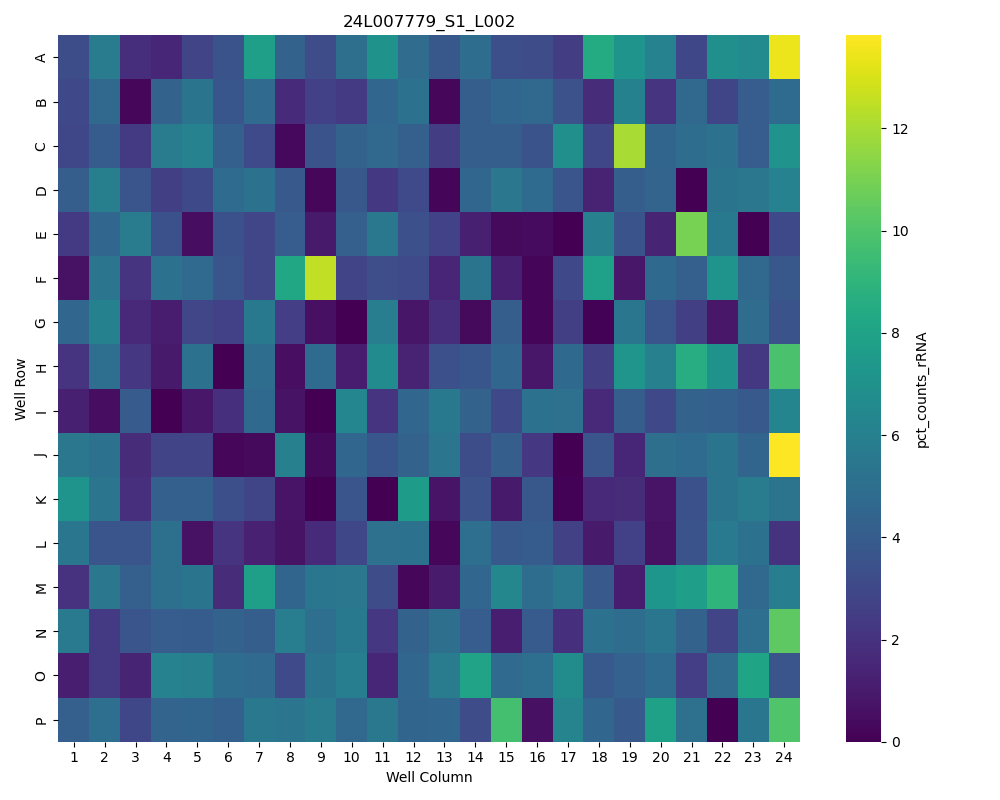 24L007779_S1_L002
Well Row
A
B
C
D
E
F
G
H
I
J
K
L
M
N
O
P
1 2 3 4 5 6 7 8 9 10 11 12 13 14 15 16 17 18 19 20 21 22 23 24
Well Column
12
10
8
6
4
2
0
pct_counts_rRNA